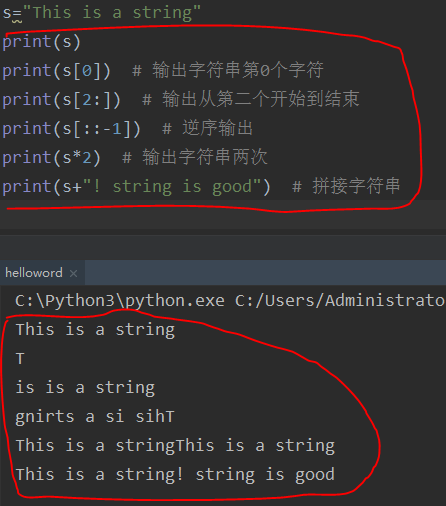 s="This is a string"
print(s)
print(s[0])  # 输出字符串第0个字符
print(s[2:])  # 输出从第二个开始到结束
print(s[::-1])  # 逆序输出
print(s*2)  # 输出字符串两次
print(s+"! string is good")  # 拼接字符串
helloword ×
C:\Python3\python.exe C:/Users/Administrato
This is a string
T
is is a string
gnirts a si sihT
This is a stringThis is a string
This is a string! string is good